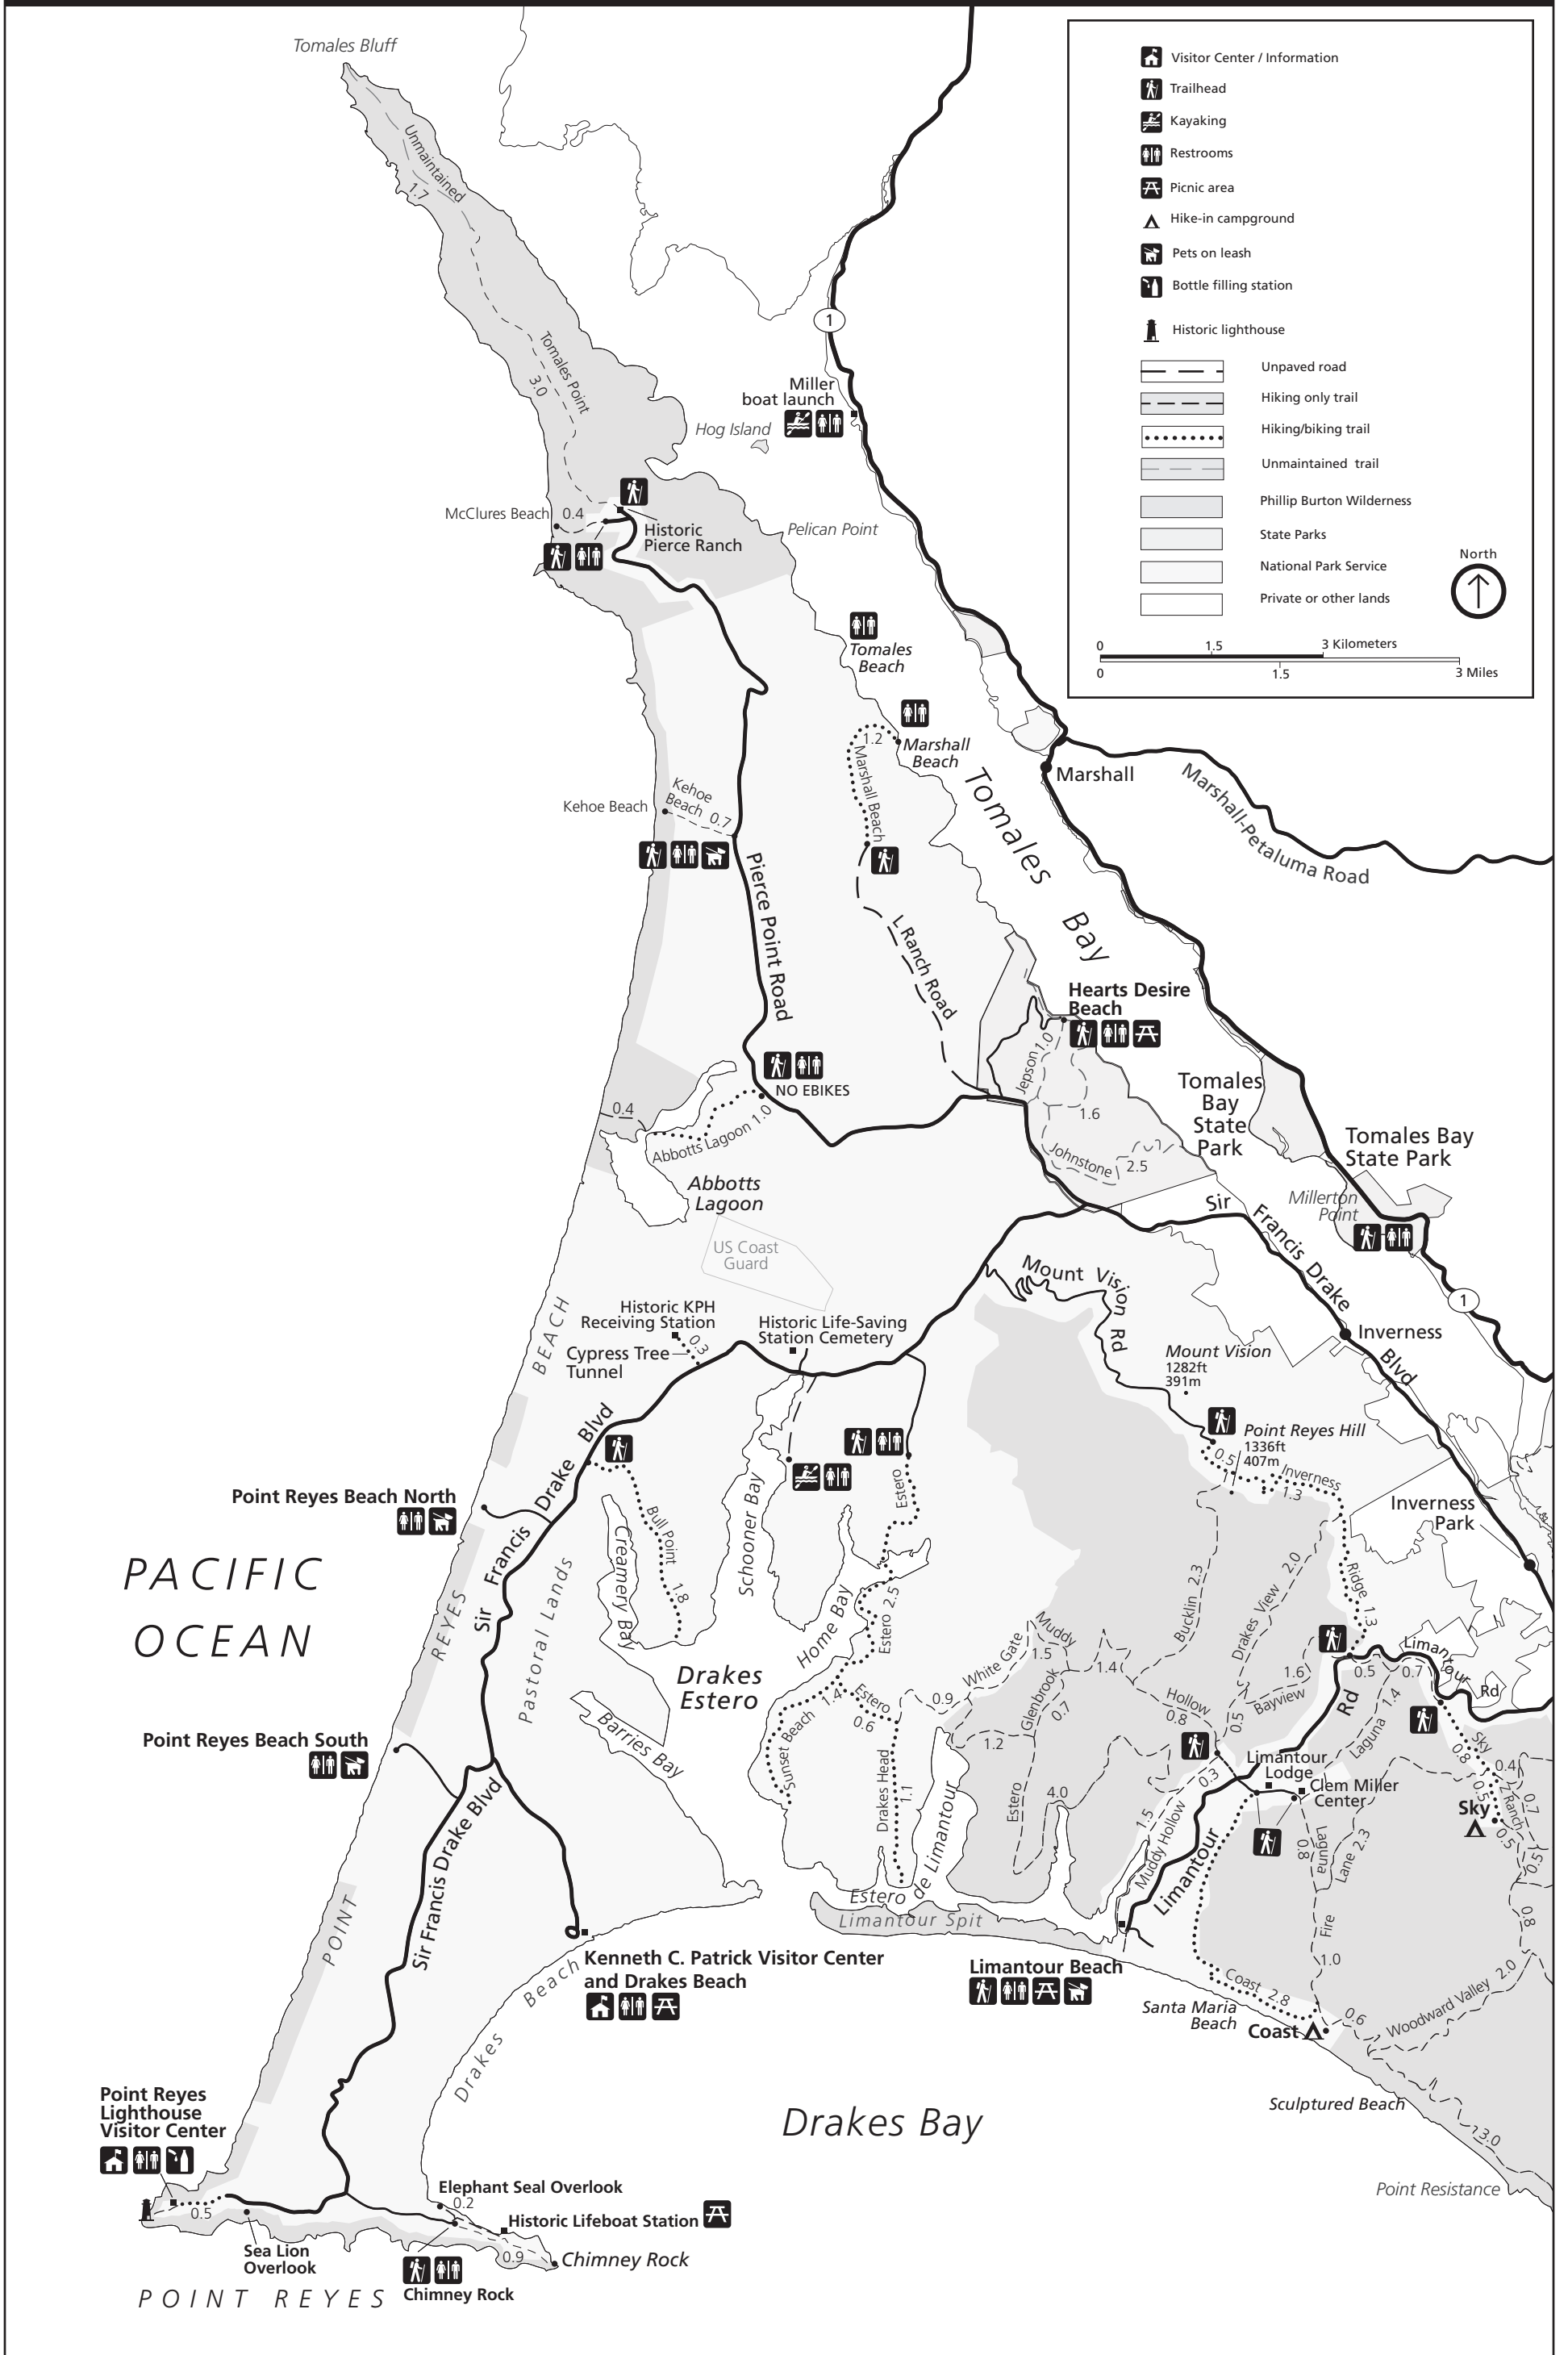 Tomales Bluff
Unmaintained
1.7
Tomales Point
3.0
1
Miller
boat launch
Hog Island
McClures Beach
0.4
Historic
Pierce Ranch
Pelican Point
Tomales
Beach
Marshall
Beach
1.2
Marshall Beach
Marshall
Marshall-Petaluma Road
Tomales Bay
Kehoe Beach
Kehoe
Beach 0.7
Pierce Point Road
L Ranch Road
Hearts Desire
Beach
Jepson 1.0
1.6
Johnstone
2.5
NO EBIKES
0.4
Abbotts Lagoon 1.0
Abbotts
Lagoon
Tomales
Bay
State
Park
Tomales Bay
State Park
Millerton
Point
1
Sir Francis Drake Blvd
US Coast
Guard
Mount Vision Rd
Historic KPH
Receiving Station
0.3
Cypress Tree
Tunnel
Historic Life-Saving
Station Cemetery
Inverness
Mount Vision
1282ft
391m
Point Reyes Hill
1336ft
407m
0.5
Inverness
1.3
Inverness
Park
Ridge 1.3
POINT REYES BEACH
Point Reyes Beach North
Sir Francis Drake Blvd
Pastoral Lands
Bull Point
1.8
Creamery Bay
Schooner Bay
Estero
Home Bay
Estero 2.5
PACIFIC
OCEAN
Drakes
Estero
Barries Bay
Sunset Beach 1.4
Estero
0.6
0.9
White Gate
Muddy
1.5
1.4
Glenbrook
0.7
1.2
Drakes Head
1.1
Estero
4.0
Bucklin 2.3
Drakes View 2.0
Hollow
0.8
0.5
Bayview
1.6
0.5
0.7
Limantour
Rd
Rd
Laguna 1.4
Limantour
Lodge
Clem Miller
Center
0.3
1.5
Muddy Hollow
Limantour
0.8
Laguna
Lane 2.3
Fire
1.0
Sky
0.8
0.4
0.5
Z Ranch
0.7
0.5
0.5
0.8
Sky
Woodward Valley 2.0
0.6
Coast 2.8
Coast
Santa Maria
Beach
Sculptured Beach
3.0
Point Resistance
Estero de Limantour
Limantour Spit
Limantour Beach
Point Reyes Beach South
Sir Francis Drake Blvd
Kenneth C. Patrick Visitor Center
and Drakes Beach
Drakes Beach
Drakes Bay
Point Reyes
Lighthouse
Visitor Center
0.5
Sea Lion
Overlook
Elephant Seal Overlook
0.2
Historic Lifeboat Station
0.9
Chimney Rock
Chimney Rock
POINT REYES
Visitor Center / Information
Trailhead
Kayaking
Restrooms
Picnic area
Hike-in campground
Pets on leash
Bottle filling station
Historic lighthouse
Unpaved road
Hiking only trail
Hiking/biking trail
Unmaintained trail
Phillip Burton Wilderness
State Parks
National Park Service
Private or other lands
North
0 1.5 3 Kilometers
0 1.5 3 Miles